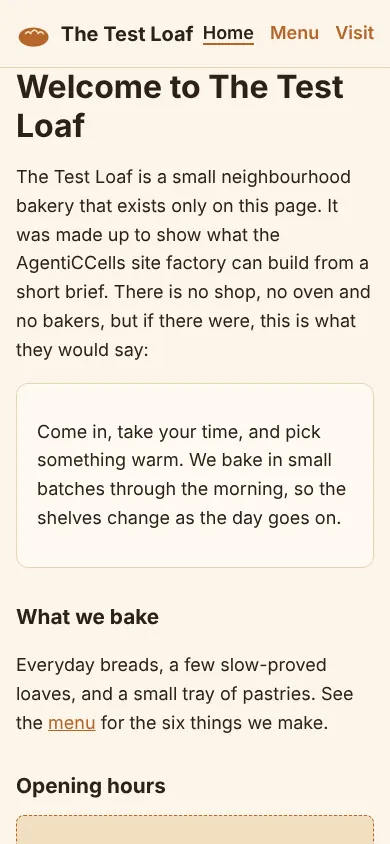 The Test Loaf Home Menu Visit
Welcome to The Test
Loaf
The Test Loaf is a small neighbourhood
bakery that exists only on this page. It
was made up to show what the
AgentiCCells site factory can build from a
short brief. There is no shop, no oven and
no bakers, but if there were, this is what
they would say:
Come in, take your time, and pick
something warm. We bake in small
batches through the morning, so the
shelves change as the day goes on.
What we bake
Everyday breads, a few slow-proved
loaves, and a small tray of pastries. See
the menu for the six things we make.
Opening hours